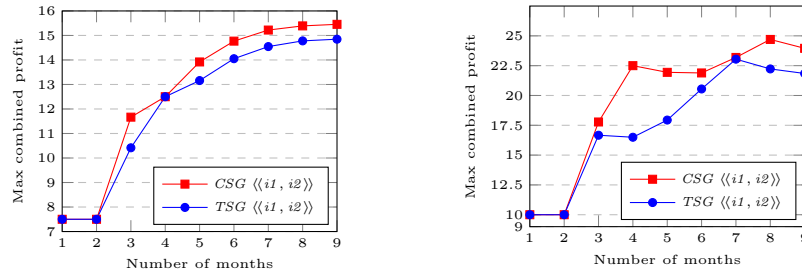 Max combined profit
16
15
14
13
12
11
10
9
8
7
1 2 3 4 5 6 7 8 9
Number of months
CSG ⟨⟨i1, i2⟩⟩
TSG ⟨⟨i1, i2⟩⟩
Max combined profit
25
22.5
20
17.5
15
12.5
10
9
1 2 3 4 5 6 7 8 9
Number of months
CSG ⟨⟨i1, i2⟩⟩
TSG ⟨⟨i1, i2⟩⟩